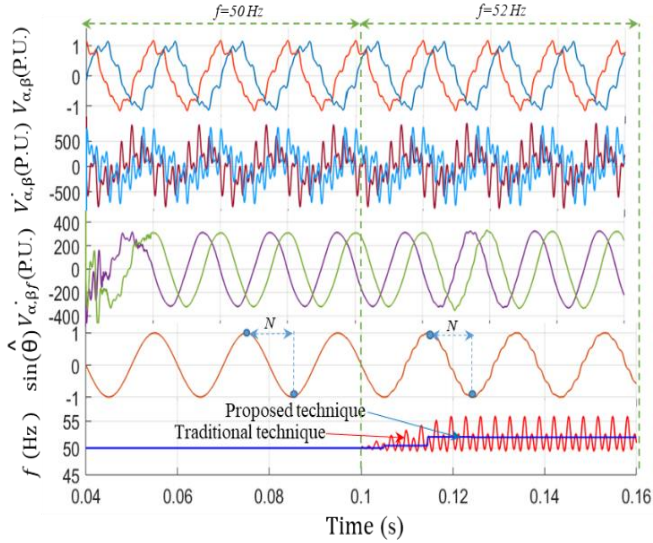 f=50 Hz
f=52 Hz
V_{α,β}(P.U.)
1
0
-1
V̇_{α,β}(P.U.)
500
0
-500
V̇_{α,βf}(P.U.)
400
200
0
-200
-400
sin(θ̂)
1
0
-1
N
N
f (Hz)
55
50
45
Proposed technique
Traditional technique
0.04
0.06
0.08
0.1
0.12
0.14
0.16
Time (s)